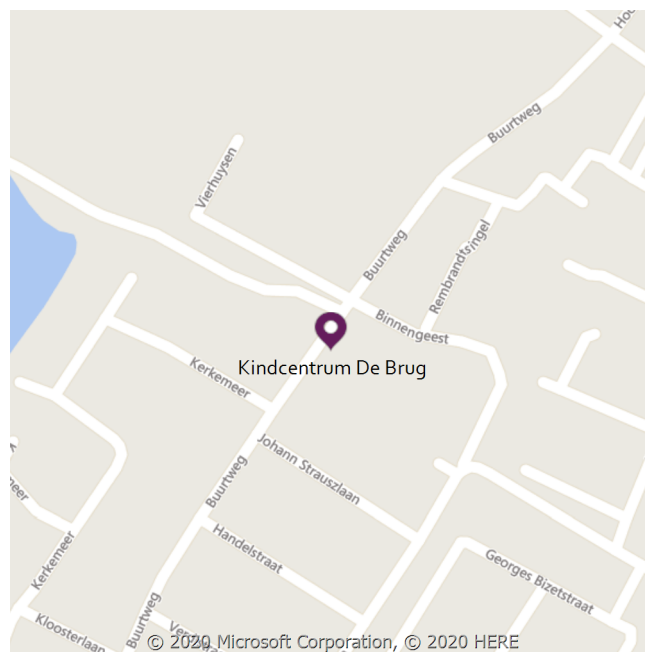 Buurtweg
Vierhuysen
Buurtweg
Rembrandtsingel
Binnengeest
Kindcentrum De Brug
Kerkemeer
Johann Strauszlaan
Buurtweg
Handelstraat
Kerkemeer
Georges Bizetstraat
Kloosterlaan
Buurtweg
© 2020 Microsoft Corporation, © 2020 HERE